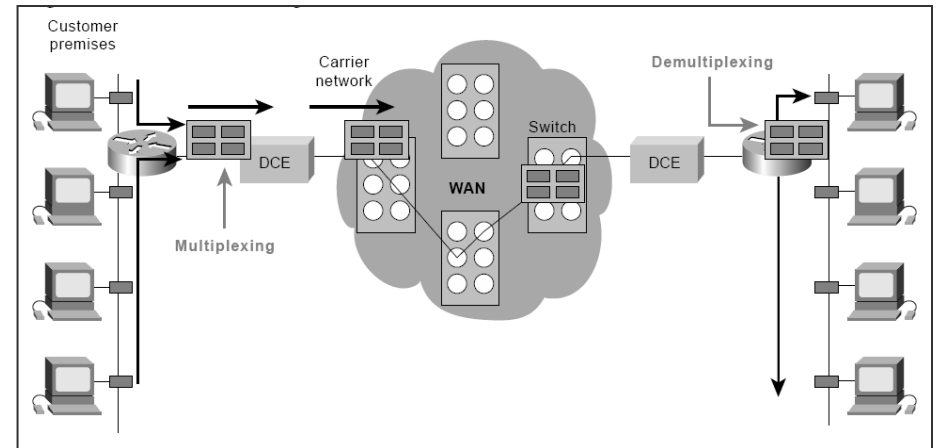 Customer
premises
Carrier
network
Demultiplexing
Switch
DCE
WAN
DCE
Multiplexing